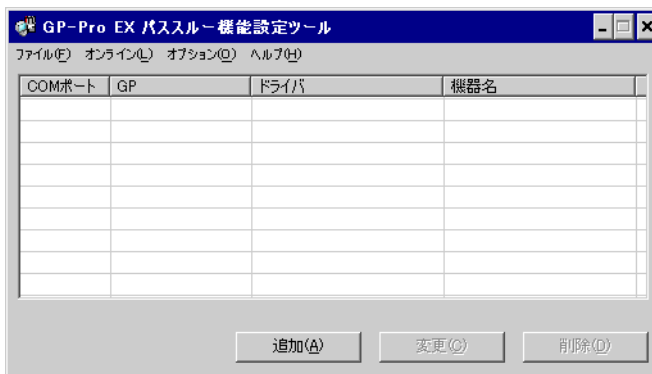 GP-Pro EX パススルー機能設定ツール
ファイル(F) オンライン(L) オプション(O) ヘルプ(H)
COMポート GP ドライバ 機器名
追加(A) 変更(C) 削除(D)